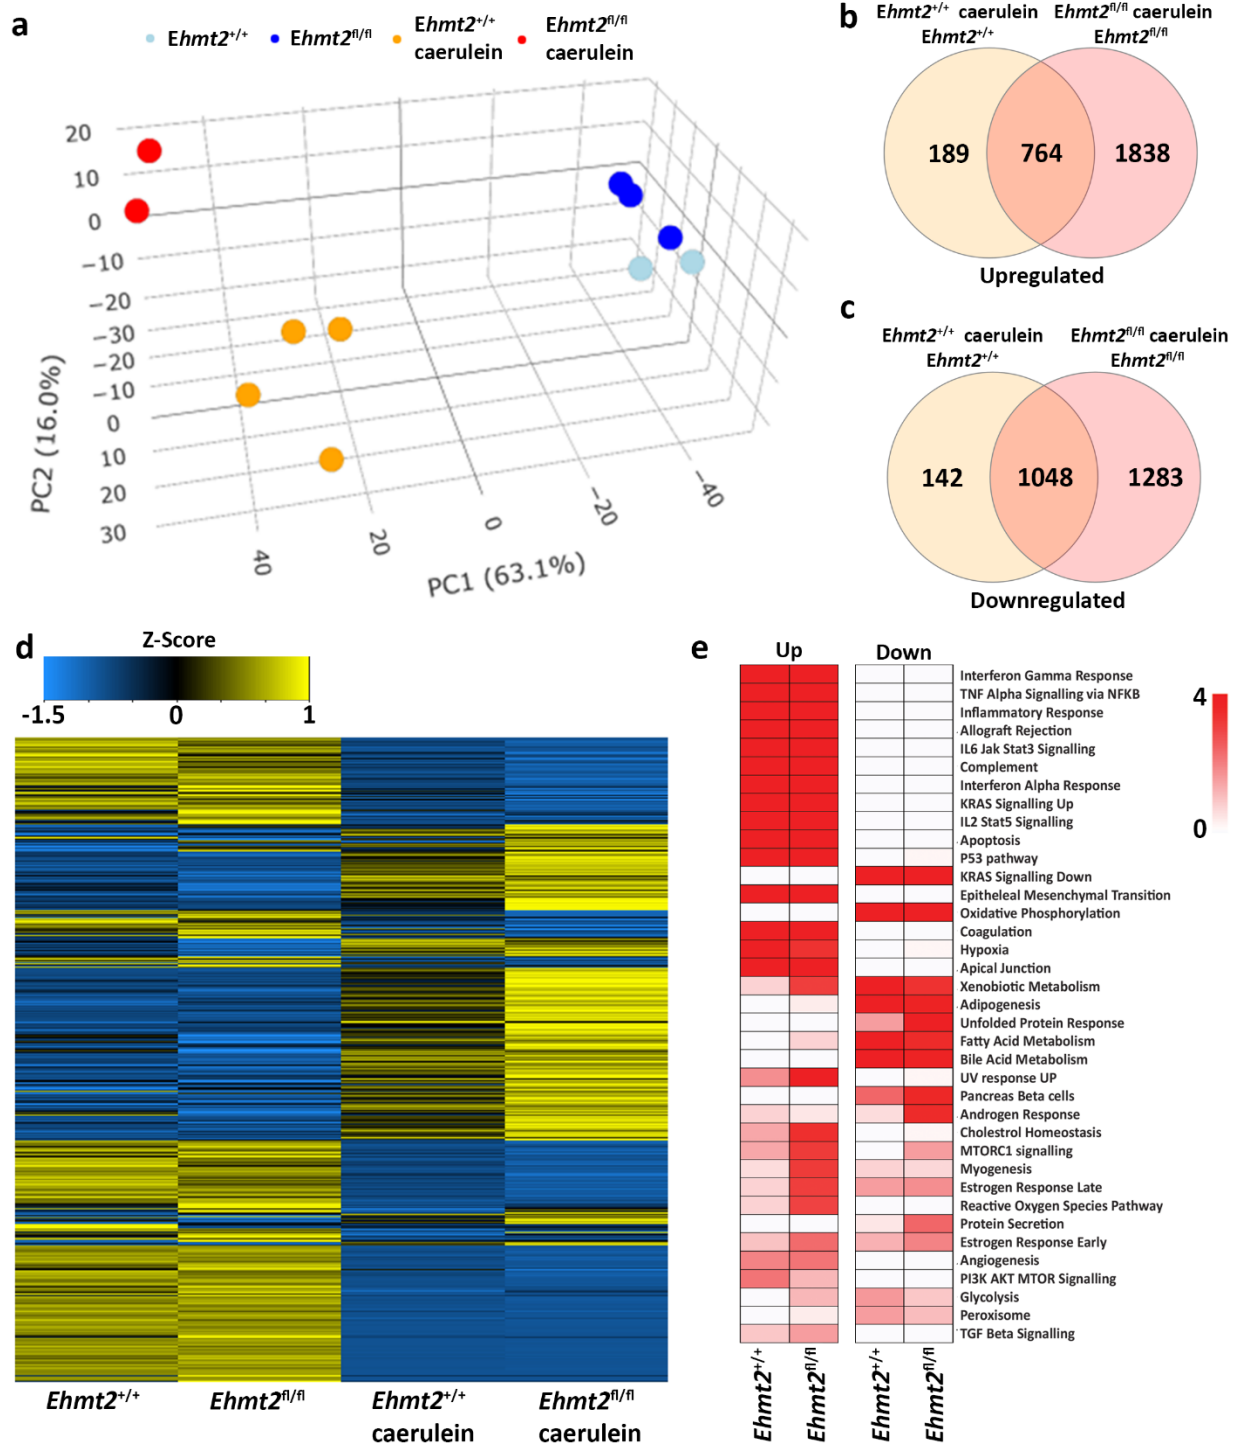 a
Ehmt2+/+
Ehmt2fl/fl
Ehmt2+/+
caerulein
Ehmt2fl/fl
caerulein
20
10
0
−10
−20
−30
−20
−10
0
10
20
30
PC2 (16.0%)
40
20
0
−20
−40
PC1 (63.1%)
b
Ehmt2+/+ caerulein
Ehmt2+/+
Ehmt2fl/fl caerulein
Ehmt2fl/fl
189
764
1838
Upregulated
c
Ehmt2+/+ caerulein
Ehmt2+/+
Ehmt2fl/fl caerulein
Ehmt2fl/fl
142
1048
1283
Downregulated
d
Z-Score
-1.5
0
1
Ehmt2+/+
Ehmt2fl/fl
Ehmt2+/+
caerulein
Ehmt2fl/fl
caerulein
e
Up
Down
Interferon Gamma Response
TNF Alpha Signalling via NFKB
Inflammatory Response
Allograft Rejection
IL6 Jak Stat3 Signalling
Complement
Interferon Alpha Response
KRAS Signalling Up
IL2 Stat5 Signalling
Apoptosis
P53 pathway
KRAS Signalling Down
Epitheleal Mesenchymal Transition
Oxidative Phosphorylation
Coagulation
Hypoxia
Apical Junction
Xenobiotic Metabolism
Adipogenesis
Unfolded Protein Response
Fatty Acid Metabolism
Bile Acid Metabolism
UV response UP
Pancreas Beta cells
Androgen Response
Cholestrol Homeostasis
MTORC1 signalling
Myogenesis
Estrogen Response Late
Reactive Oxygen Species Pathway
Protein Secretion
Estrogen Response Early
Angiogenesis
PI3K AKT MTOR Signalling
Glycolysis
Peroxisome
TGF Beta Signalling
4
0
Ehmt2+/+
Ehmt2fl/fl
Ehmt2+/+
Ehmt2fl/fl